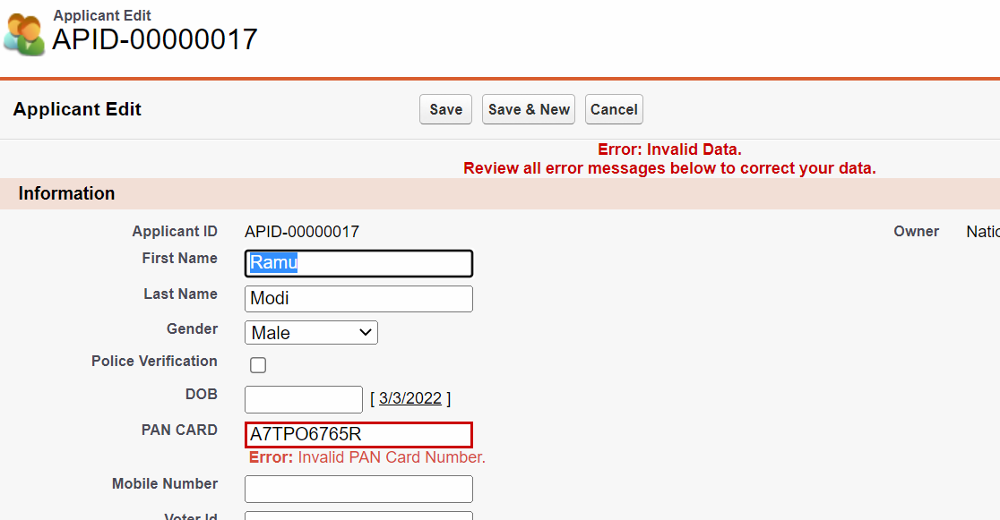 Applicant Edit
APID-00000017
Applicant Edit
Save
Save & New
Cancel
Error: Invalid Data.
Review all error messages below to correct your data.
Information
Applicant ID APID-00000017
Owner
First Name Ramu
Last Name Modi
Gender Male
Police Verification
DOB [ 3/3/2022 ]
PAN CARD A7TPO6765R
Error: Invalid PAN Card Number.
Mobile Number
Voter Id